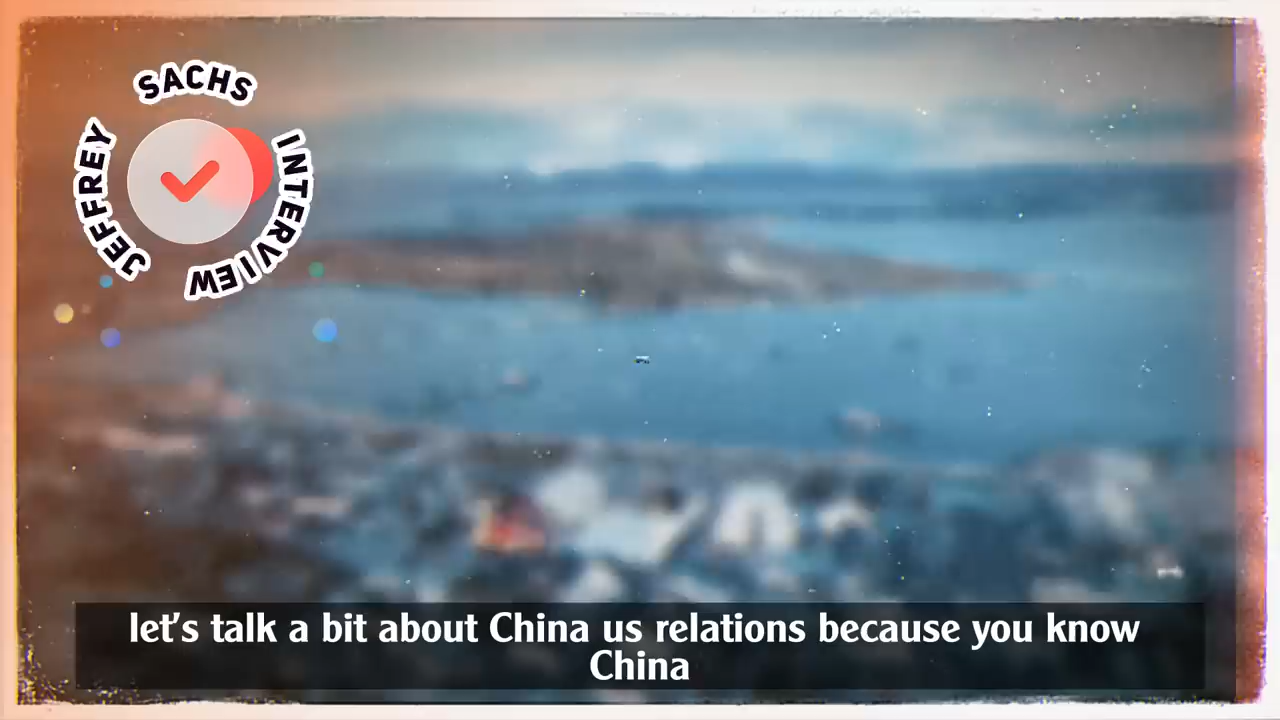 JEFFREY SACHS INTERVIEW
let's talk a bit about China us relations because you know
China